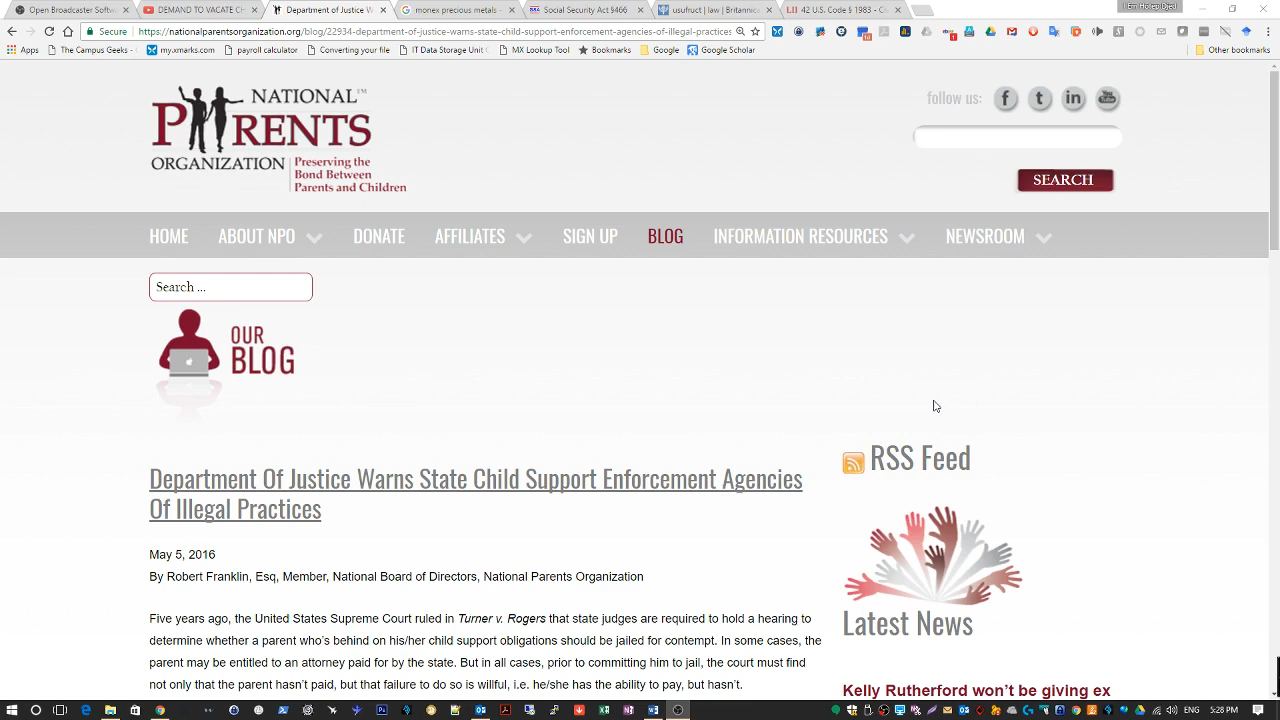 Open Broadcaster Softw
DEMAND TO VACATE CH
Department of Justice W
monex precious metals -
Social Security Act §466
usufruct | law | Britannic
42 U.S. Code § 1983 - Ci
I Em Hotep Djed
Secure
https://nationalparentsorganization.org/blog/22934-department-of-justice-warns-state-child-support-enforcement-agencies-of-illegal-practices
Apps
The Campus Geeks -
my.xmarks.com
payroll calculator
Converting your file
IT Data Storage Unit C
MX Lookup Tool
Bookmarks
Google
Google Scholar
Other bookmarks
NATIONAL™
PARENTS
ORGANIZATION
Preserving the
Bond Between
Parents and Children
follow us:
SEARCH
HOME
ABOUT NPO
DONATE
AFFILIATES
SIGN UP
BLOG
INFORMATION RESOURCES
NEWSROOM
Search ...
OUR
BLOG
Department Of Justice Warns State Child Support Enforcement Agencies
Of Illegal Practices
May 5, 2016
By Robert Franklin, Esq, Member, National Board of Directors, National Parents Organization
Five years ago, the United States Supreme Court ruled in Turner v. Rogers that state judges are required to hold a hearing to
determine whether a parent who’s behind on his/her child support obligations should be jailed for contempt. In some cases, the
parent may be entitled to an attorney paid for by the state. But in all cases, prior to committing him to jail, the court must find
not only that the parent hasn’t paid, but that failure to do so is willful, i.e. he/she has the ability to pay, but hasn’t.
RSS Feed
Latest News
Kelly Rutherford won’t be giving ex
5:28 PM